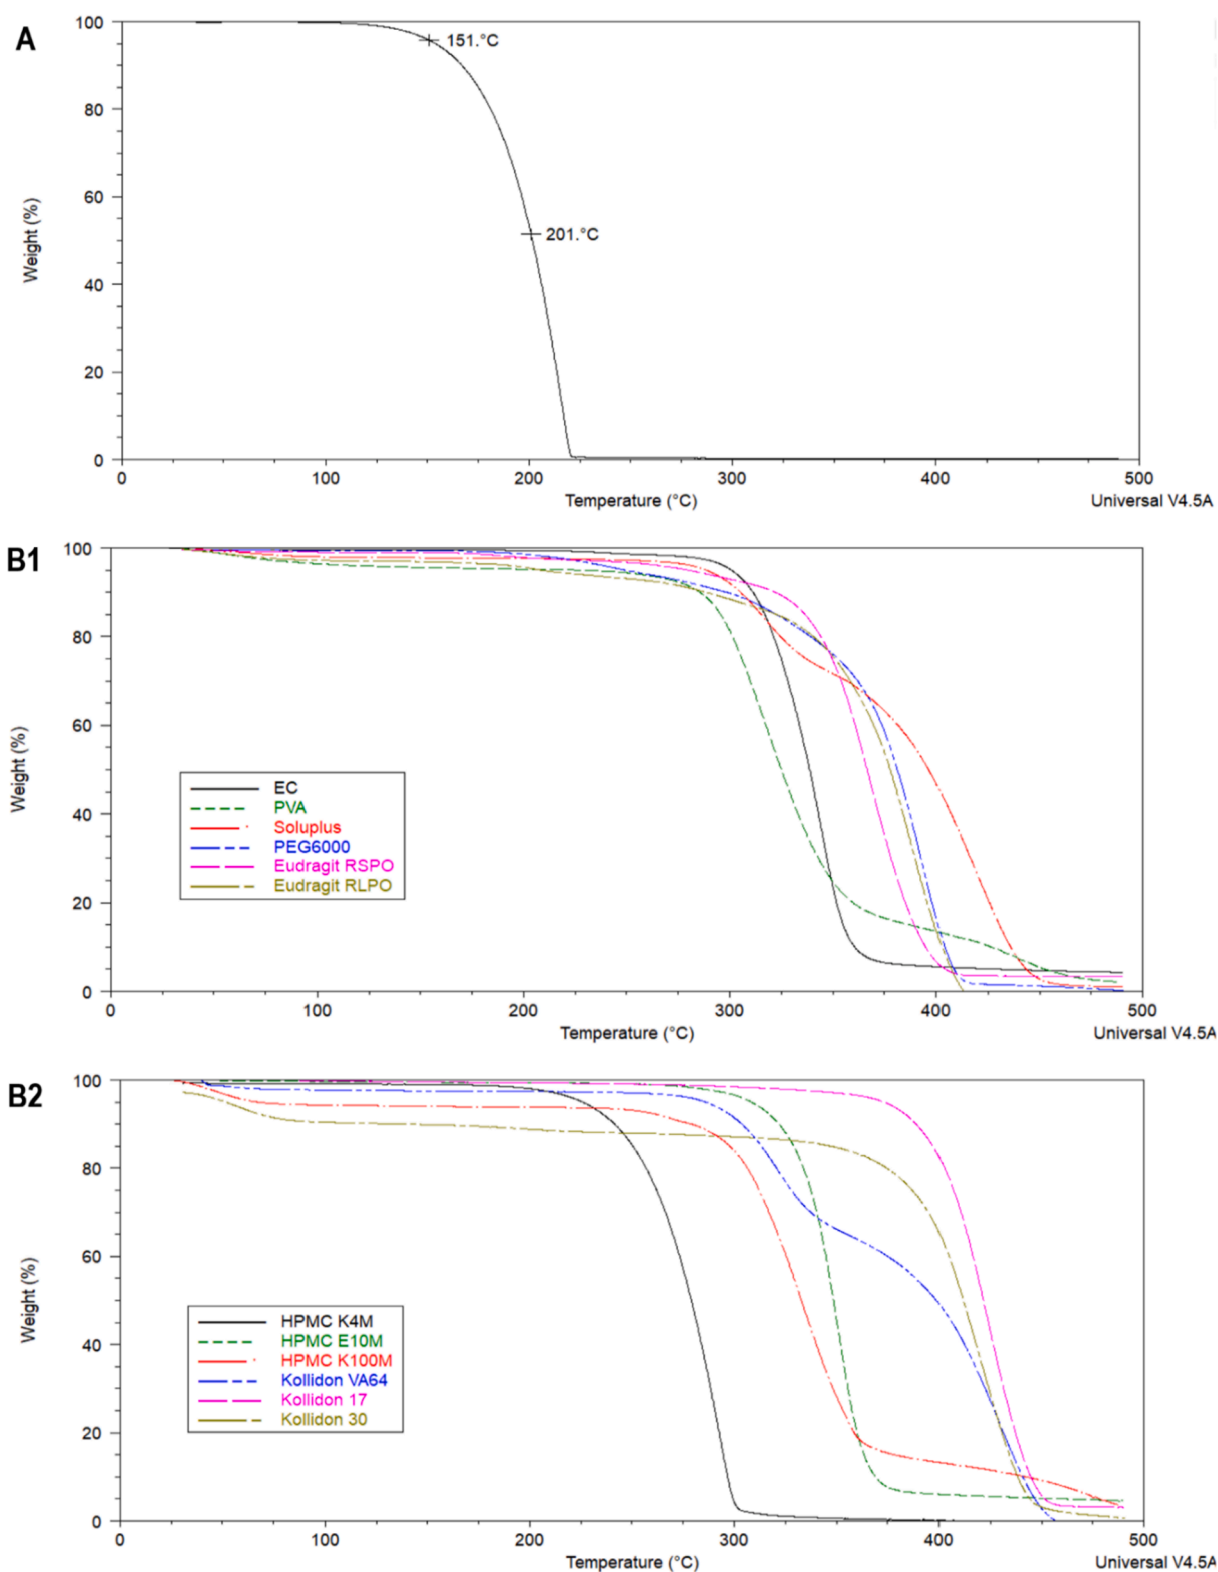 A
100
80
60
40
20
0
Weight (%)
151.°C
201.°C
0 100 200 300 400 500
Temperature (°C)
Universal V4.5A
B1
100
80
60
40
20
0
Weight (%)
EC
PVA
Soluplus
PEG6000
Eudragit RSPO
Eudragit RLPO
0 100 200 300 400 500
Temperature (°C)
Universal V4.5A
B2
100
80
60
40
20
0
Weight (%)
HPMC K4M
HPMC E10M
HPMC K100M
Kollidon VA64
Kollidon 17
Kollidon 30
0 100 200 300 400 500
Temperature (°C)
Universal V4.5A